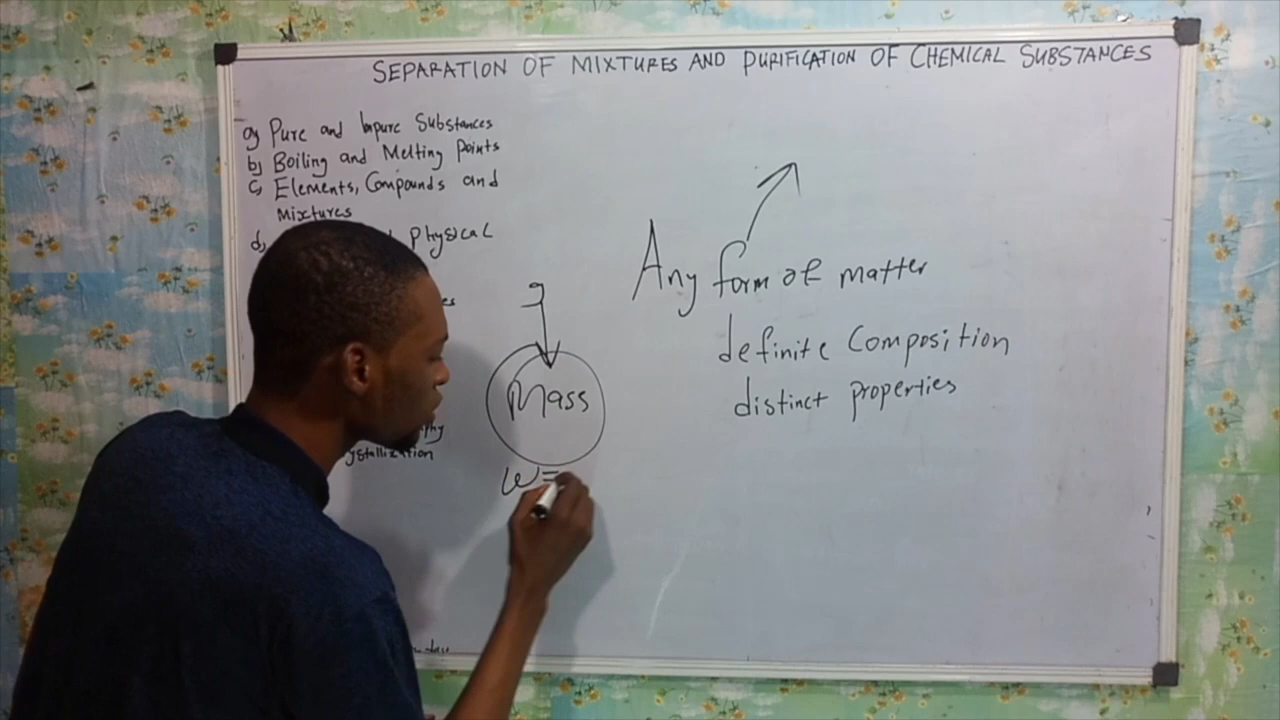 SEPARATION OF MIXTURES AND PURIFICATION OF CHEMICAL SUBSTANCES
a) Pure and Impure Substances
b) Boiling and Melting Points
c) Elements, Compounds and
Mixtures
d) Physical
g
Mass
W=
Any form of matter
definite Composition
distinct properties